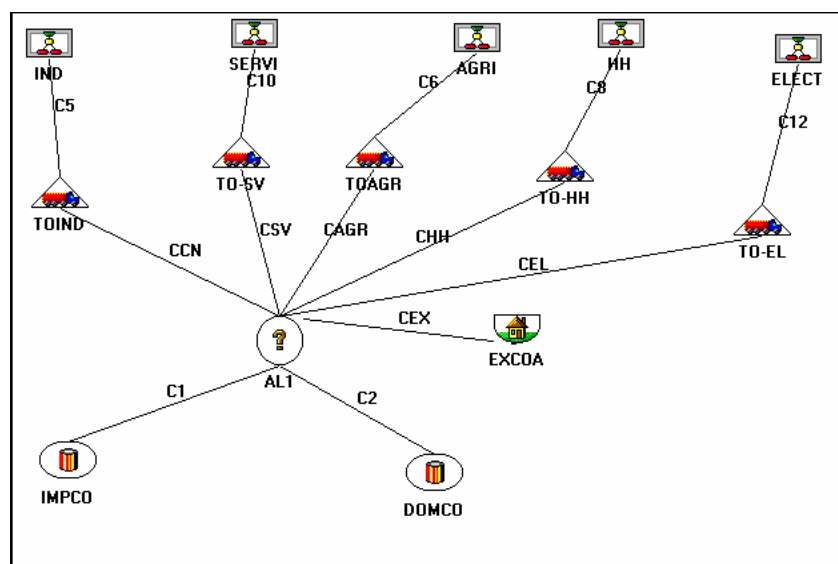 IND
SERVI
AGRI
HH
ELECT
C5
C10
C6
C8
C12
TOIND
TO-SV
TOAGR
TO-HH
TO-EL
CCN
CSV
CAGR
CHH
CEL
CEX
?
AL1
EXCOA
C1
C2
IMPCO
DOMCO